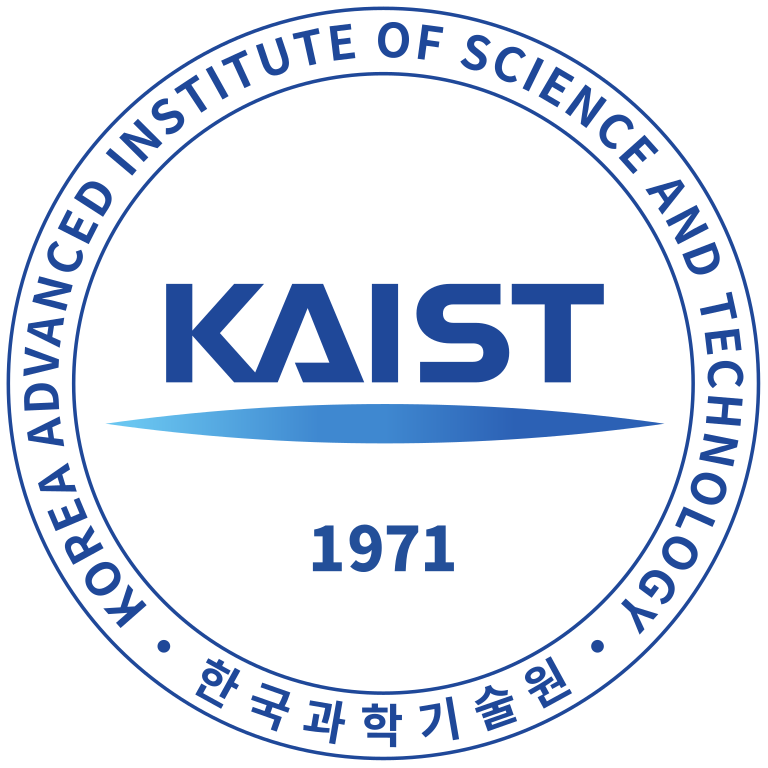 KOREA ADVANCED INSTITUTE OF SCIENCE AND TECHNOLOGY
KAIST
1971
• 한국과학기술원 •